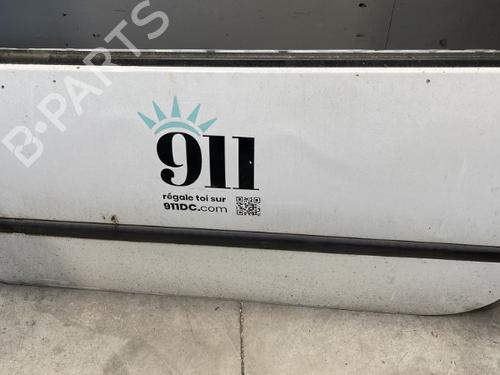 B-PARTS
911
régale toi sur
911DC.com